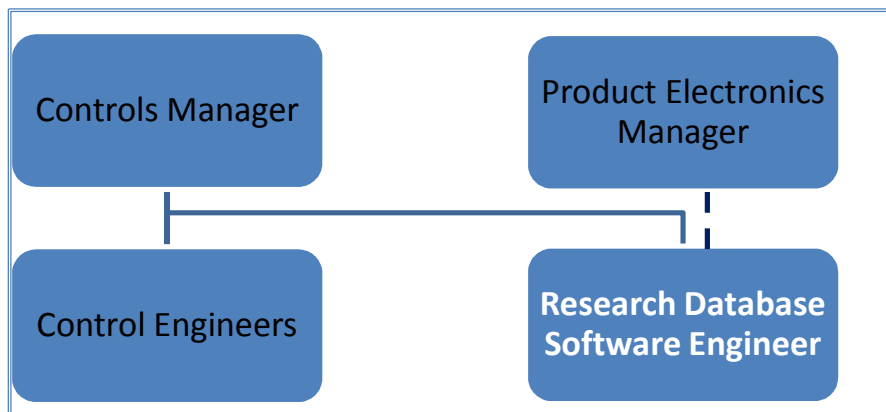 Controls Manager
Product Electronics
Manager
Control Engineers
Research Database
Software Engineer